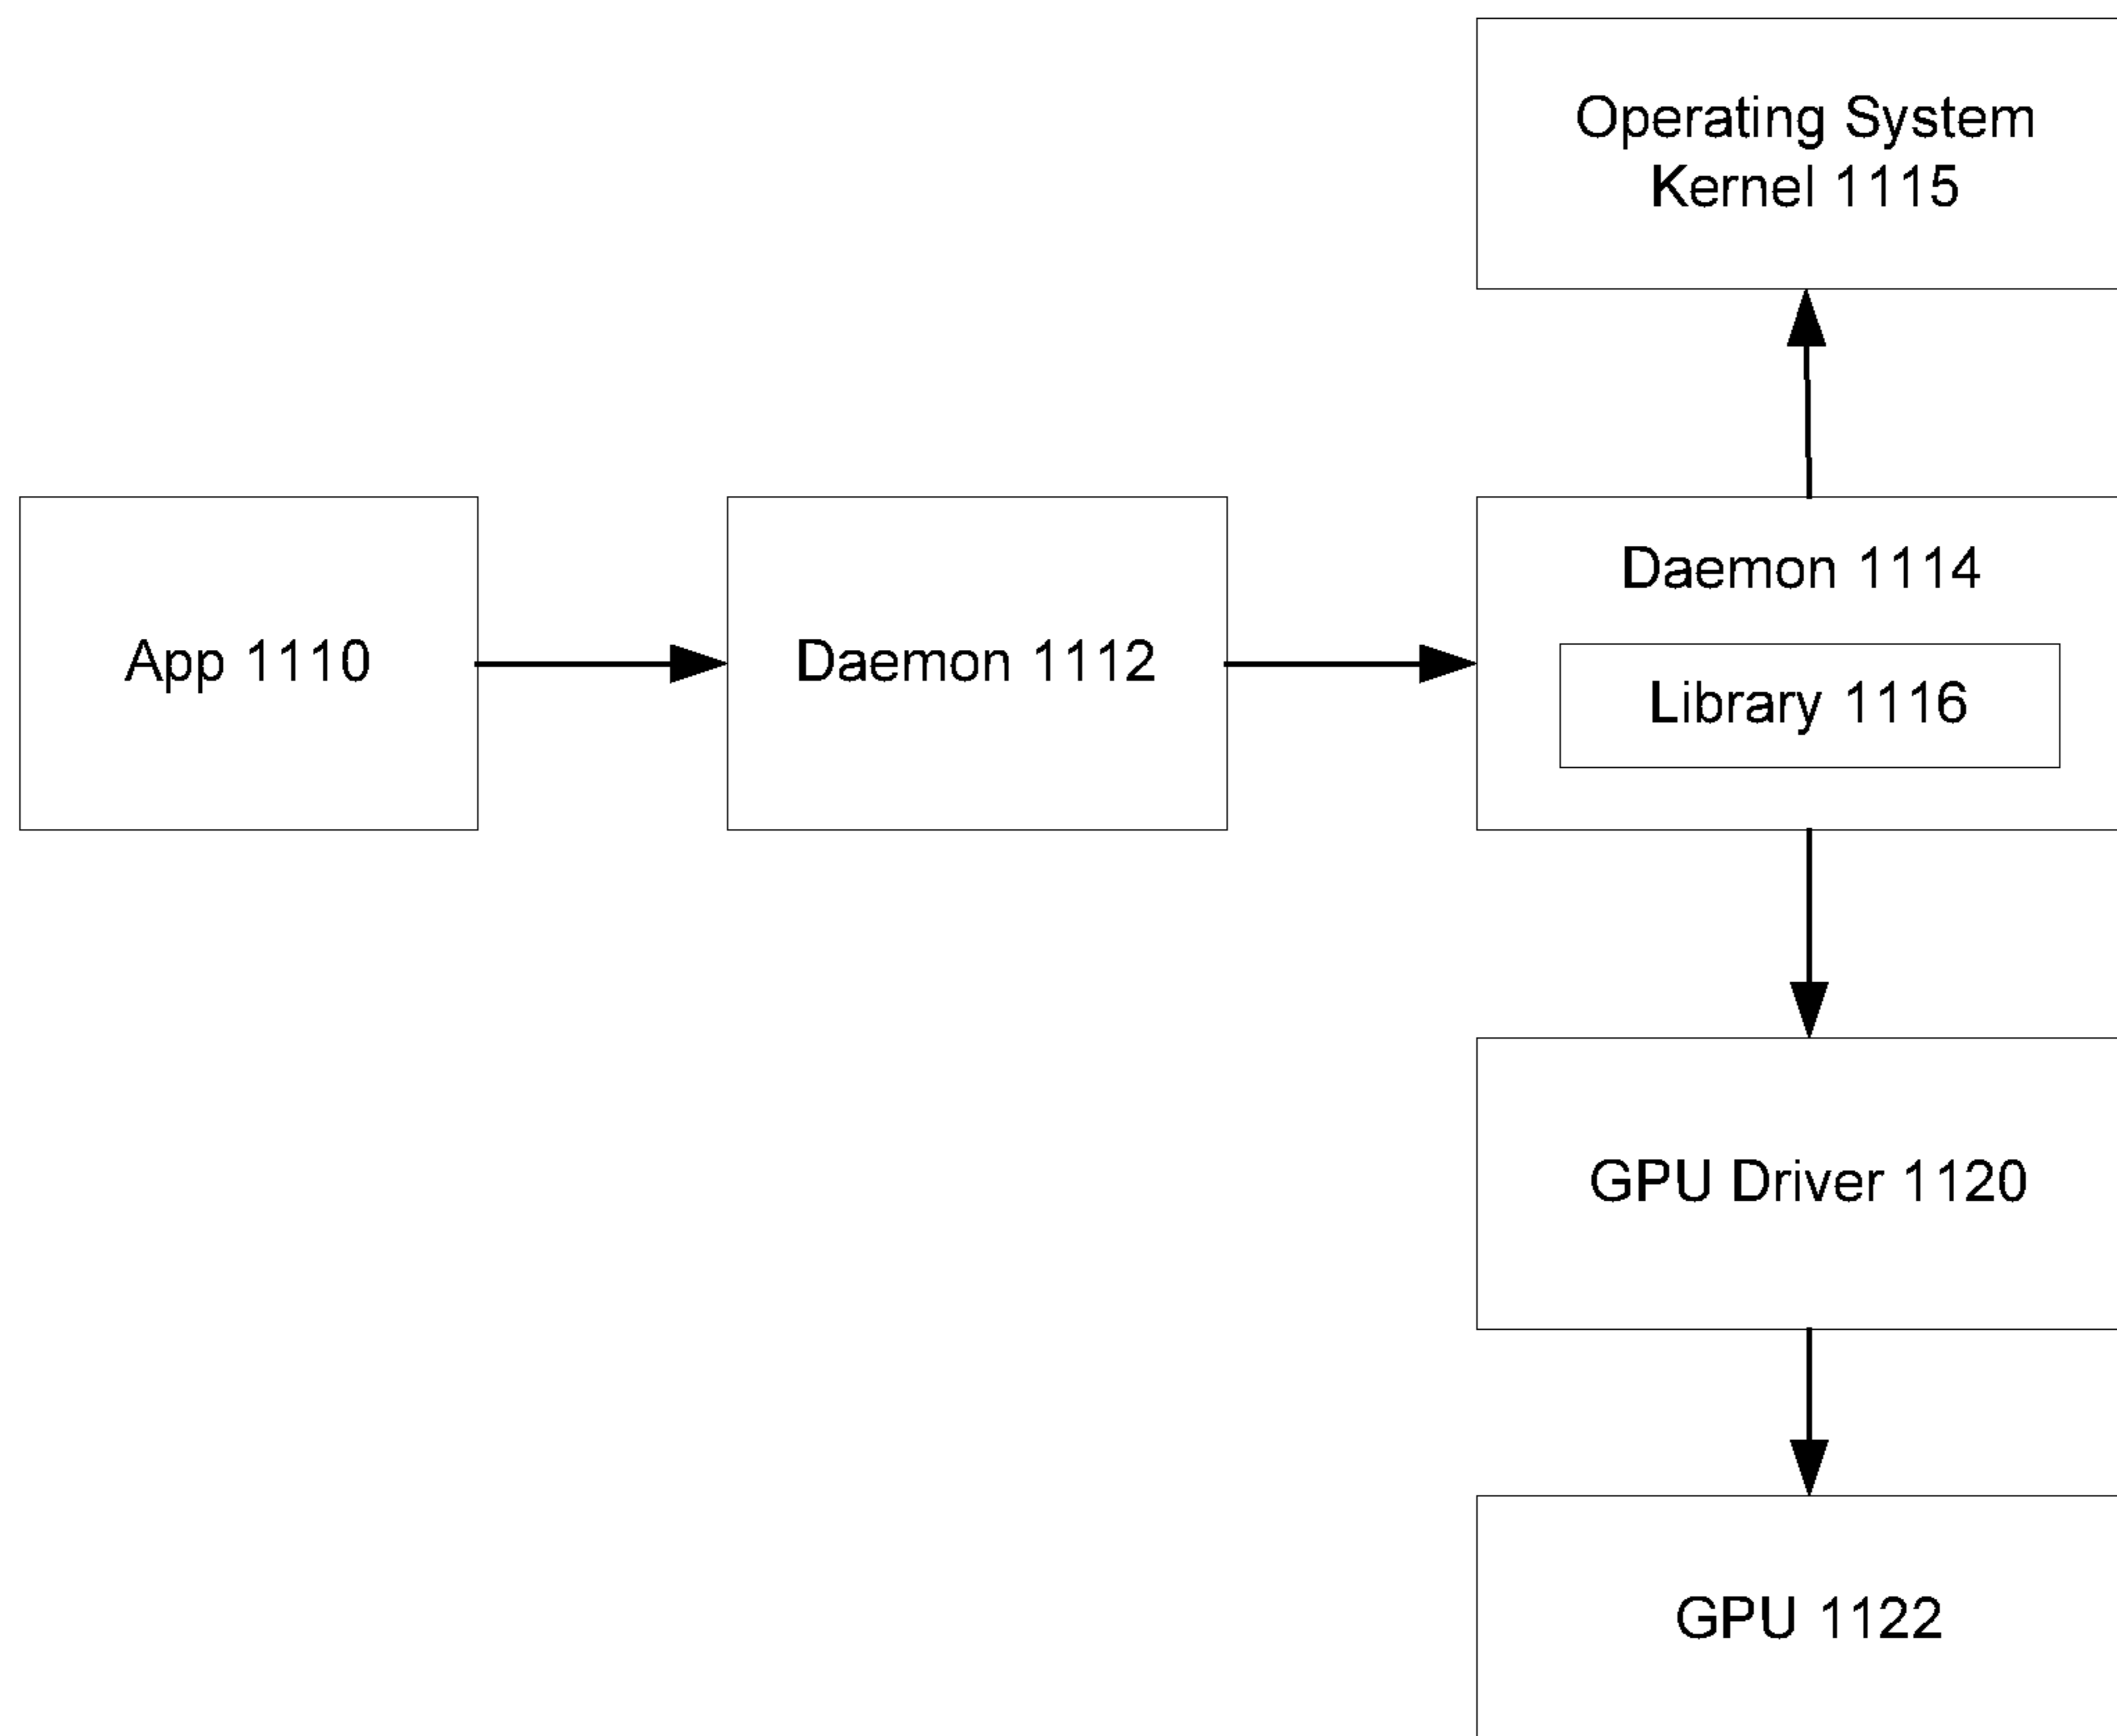 Operating System
Kernel 1115
App 1110
Daemon 1112
Daemon 1114
Library 1116
GPU Driver 1120
GPU 1122